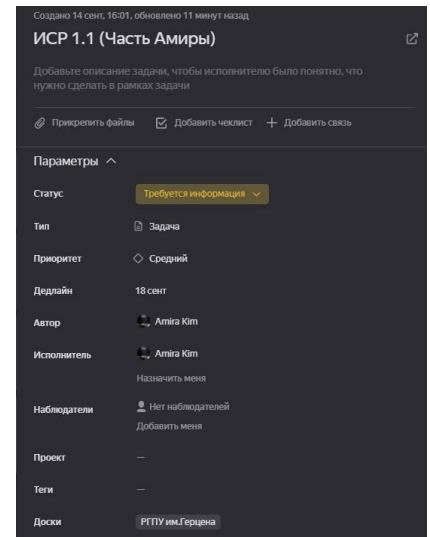 Создано 14 сент, 16:01, обновлено 11 минут назад
ИСР 1.1 (Часть Амиры)
Добавьте описание задачи, чтобы исполнителю было понятно, что
нужно сделать в рамках задачи
Прикрепить файлы Добавить чеклист Добавить связь
Параметры
Статус Требуется информация
Тип Задача
Приоритет Средний
Дедлайн 18 сент
Автор Amira Kim
Исполнитель Amira Kim
Назначить меня
Наблюдатели Нет наблюдателей
Добавить меня
Проект —
Теги —
Доски РГПУ им.Герцена